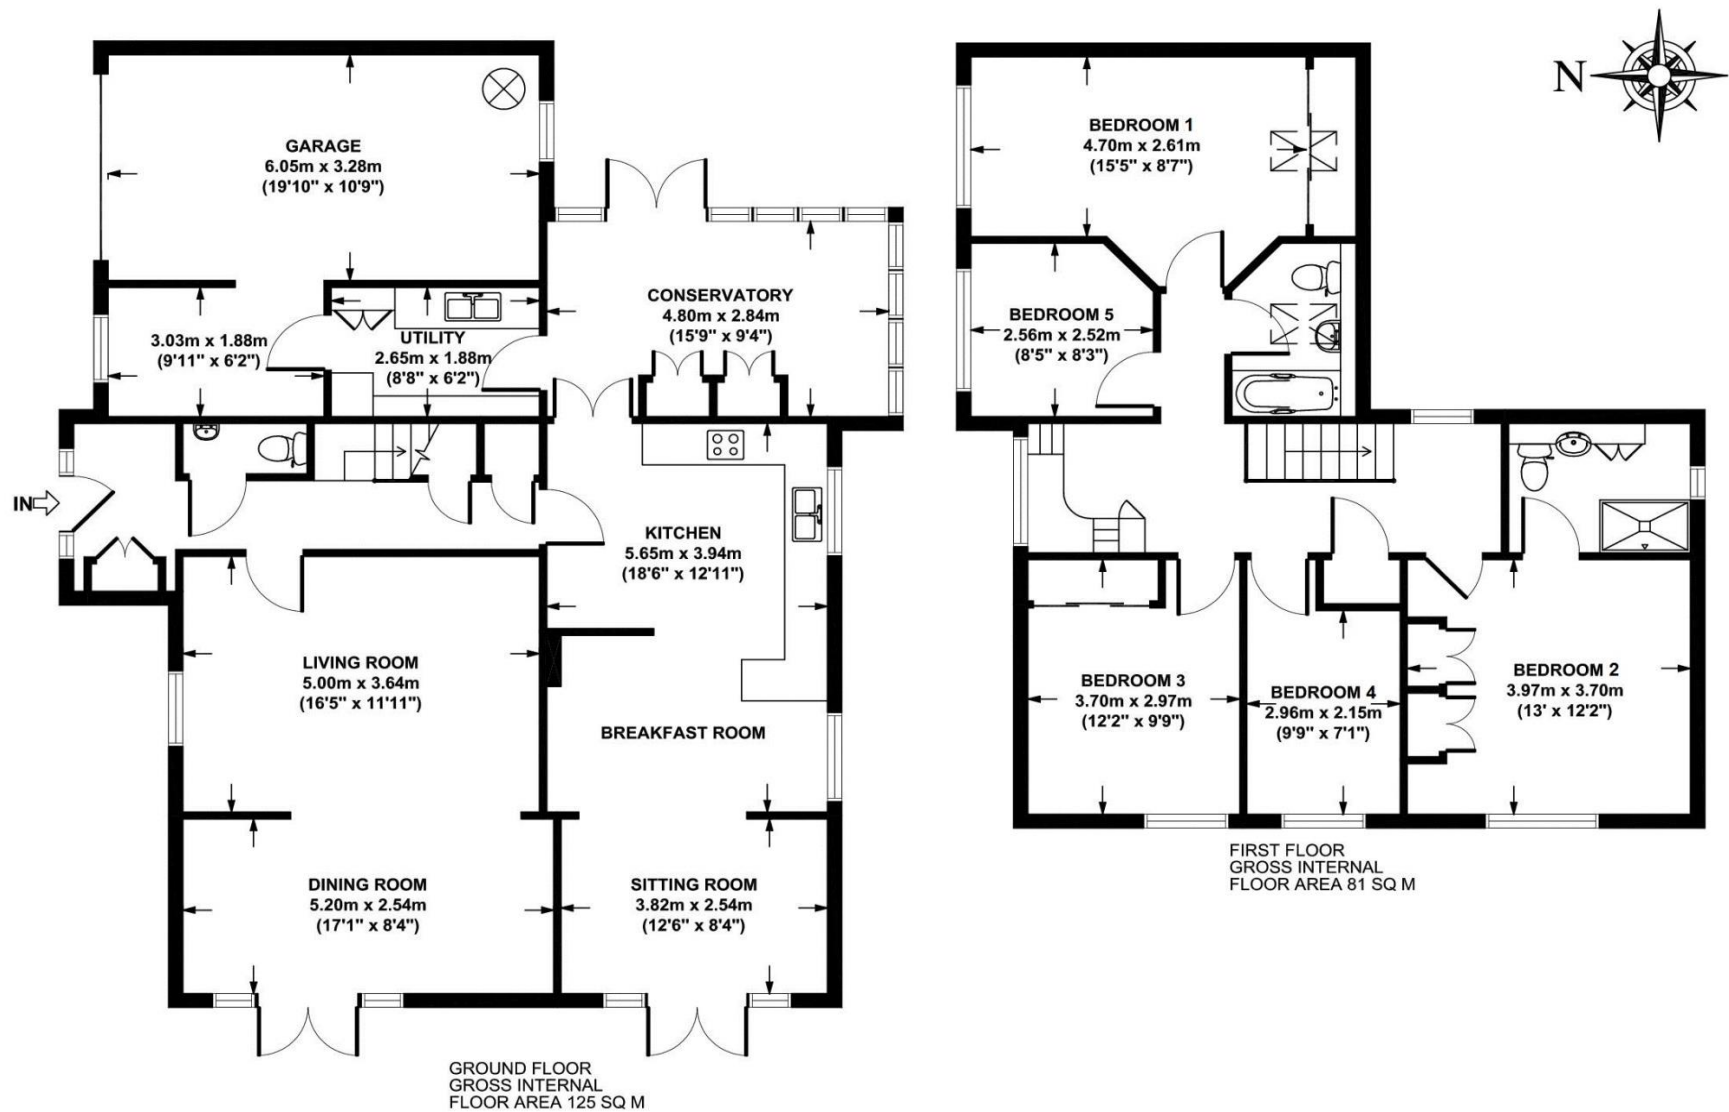 GARAGE
6.05m x 3.28m
(19'10" x 10'9")
3.03m x 1.88m
(9'11" x 6'2")
UTILITY
2.65m x 1.88m
(8'8" x 6'2")
CONSERVATORY
4.80m x 2.84m
(15'9" x 9'4")
IN
KITCHEN
5.65m x 3.94m
(18'6" x 12'11")
LIVING ROOM
5.00m x 3.64m
(16'5" x 11'11")
BREAKFAST ROOM
DINING ROOM
5.20m x 2.54m
(17'1" x 8'4")
SITTING ROOM
3.82m x 2.54m
(12'6" x 8'4")
GROUND FLOOR
GROSS INTERNAL
FLOOR AREA 125 SQ M
N
BEDROOM 1
4.70m x 2.61m
(15'5" x 8'7")
BEDROOM 5
2.56m x 2.52m
(8'5" x 8'3")
BEDROOM 3
3.70m x 2.97m
(12'2" x 9'9")
BEDROOM 4
2.96m x 2.15m
(9'9" x 7'1")
BEDROOM 2
3.97m x 3.70m
(13' x 12'2")
FIRST FLOOR
GROSS INTERNAL
FLOOR AREA 81 SQ M